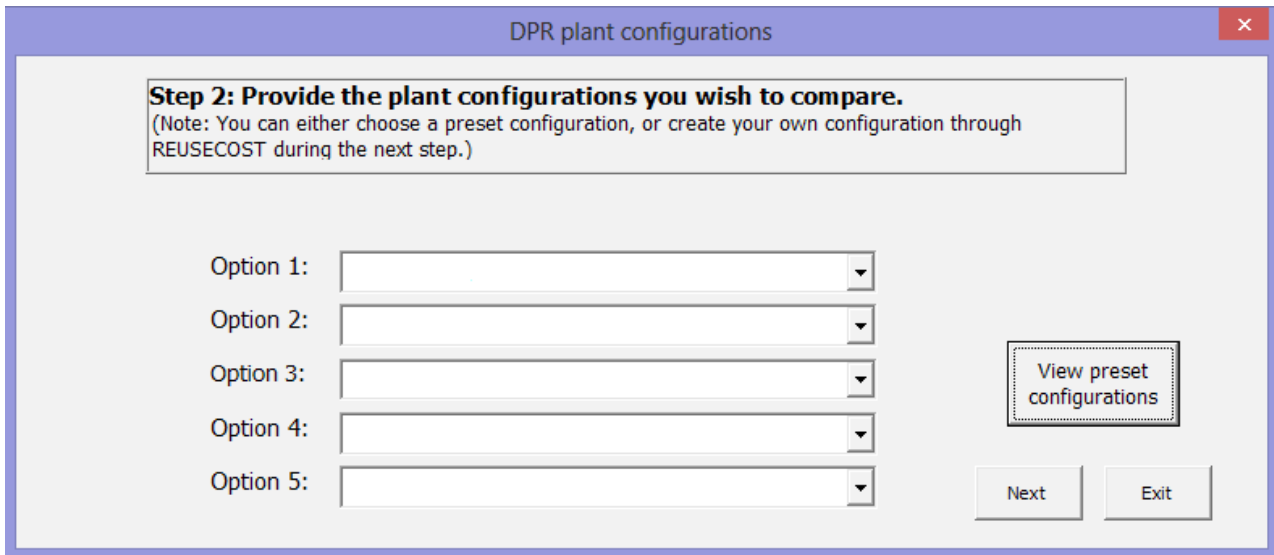 DPR plant configurations
Step 2: Provide the plant configurations you wish to compare.
(Note: You can either choose a preset configuration, or create your own configuration through
REUSECOST during the next step.)
Option 1:
Option 2:
Option 3:
Option 4:
Option 5:
View preset
configurations
Next
Exit